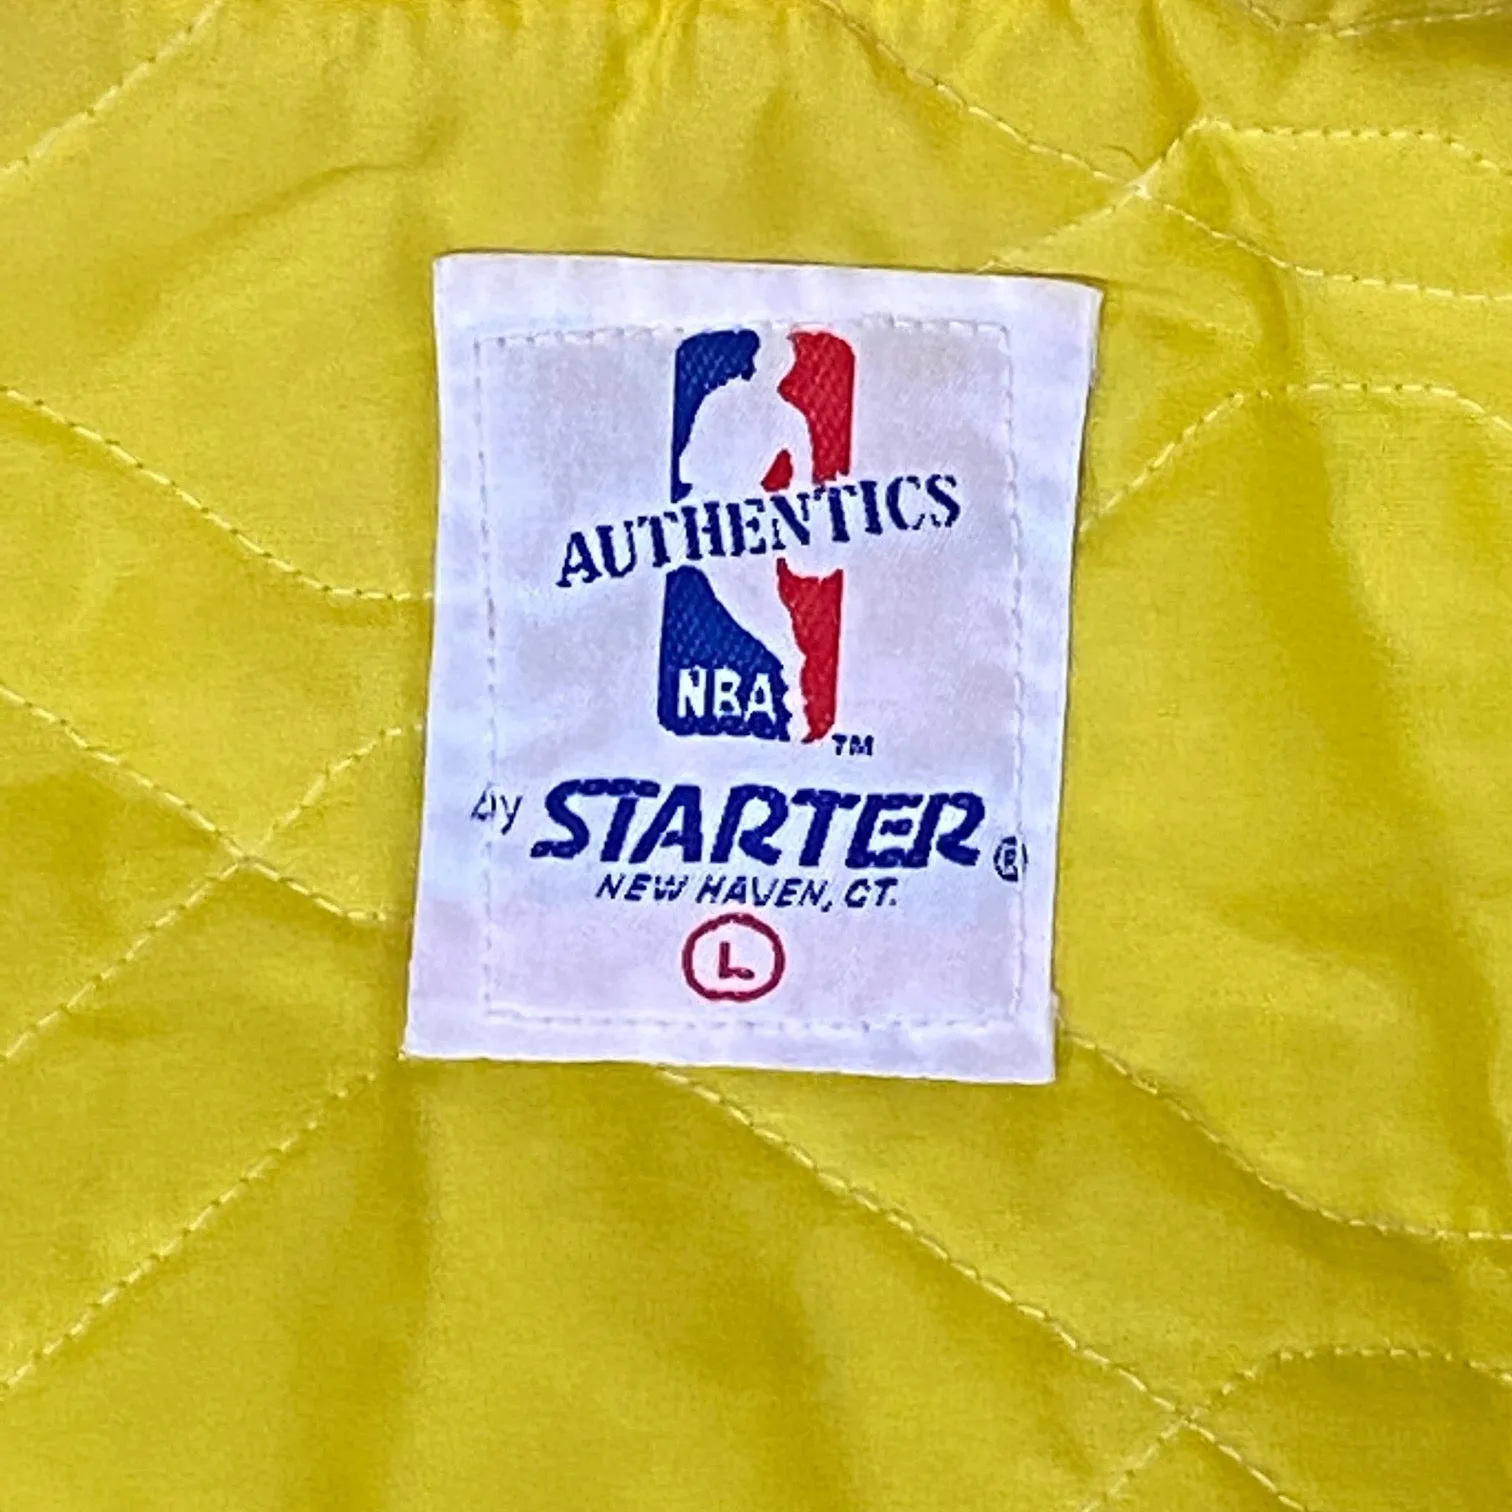 AUTHENTICS
NBA
TM
by STARTER®
NEW HAVEN, CT.
L